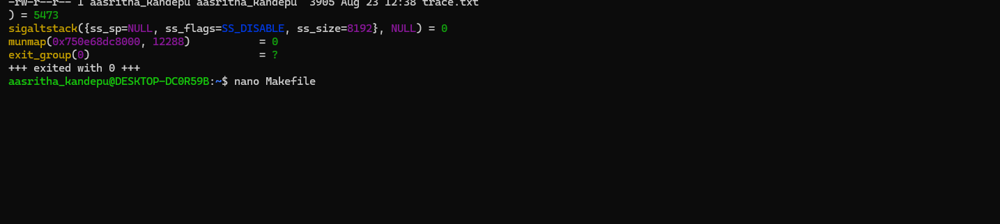 -rw-r--r-- 1 aasritha_kandepu aasritha_kandepu  3905 Aug 23 12:38 trace.txt
) = 5473
sigaltstack({ss_sp=NULL, ss_flags=SS_DISABLE, ss_size=8192}, NULL) = 0
munmap(0x750e68dc8000, 12288)           = 0
exit_group(0)                           = ?
+++ exited with 0 +++
aasritha_kandepu@DESKTOP-DC0R59B:~$ nano Makefile